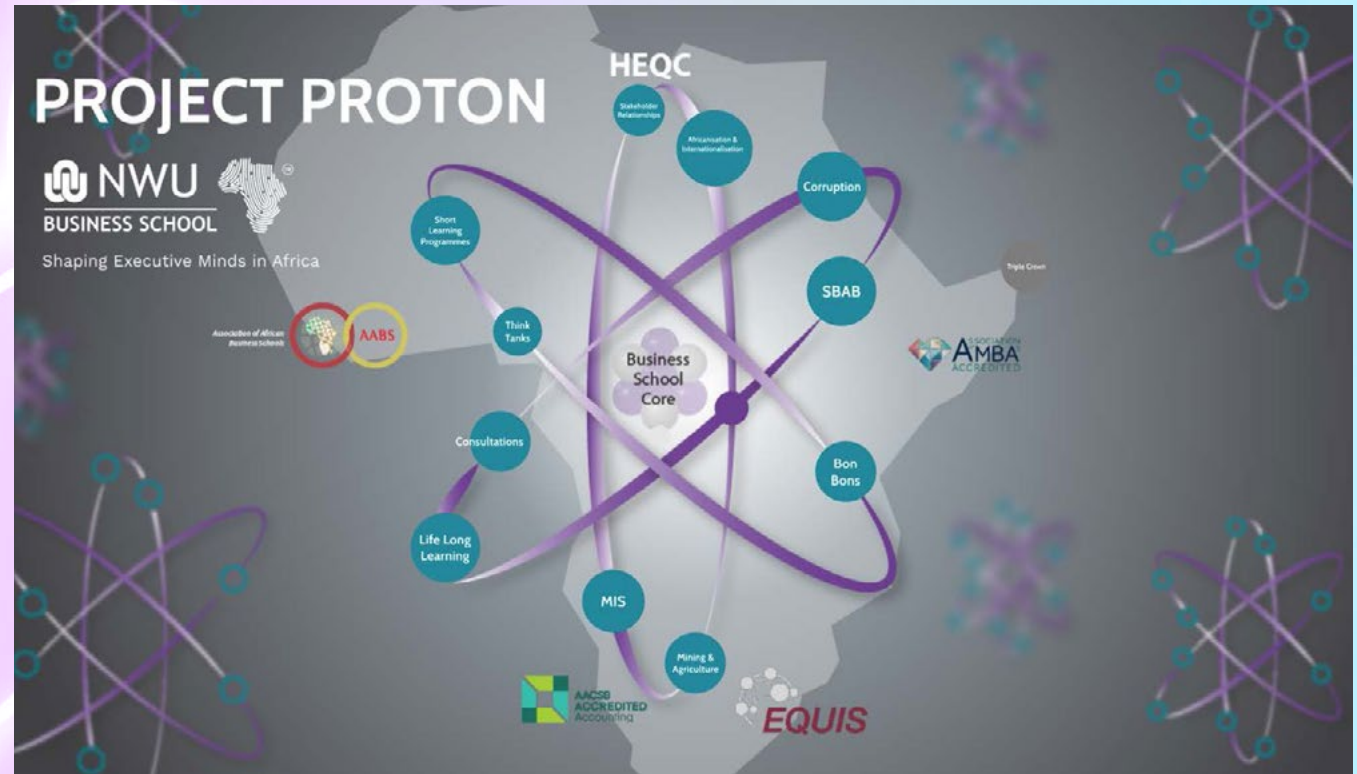 PROJECT PROTON
NWU
BUSINESS SCHOOL
Shaping Executive Minds in Africa
HEQC
Stakeholder
Relationships
Africanisation &
Internationalisation
Corruption
Short
Learning
Programmes
Triple Crown
SBAB
Think
Tanks
Association of African
Business Schools
AABS
Business
School
Core
ASSOCIATION
AMBA
ACCREDITED
Consultations
Bon
Bons
Life Long
Learning
MIS
Mining &
Agriculture
AACSB
ACCREDITED
Accounting
EQUIS